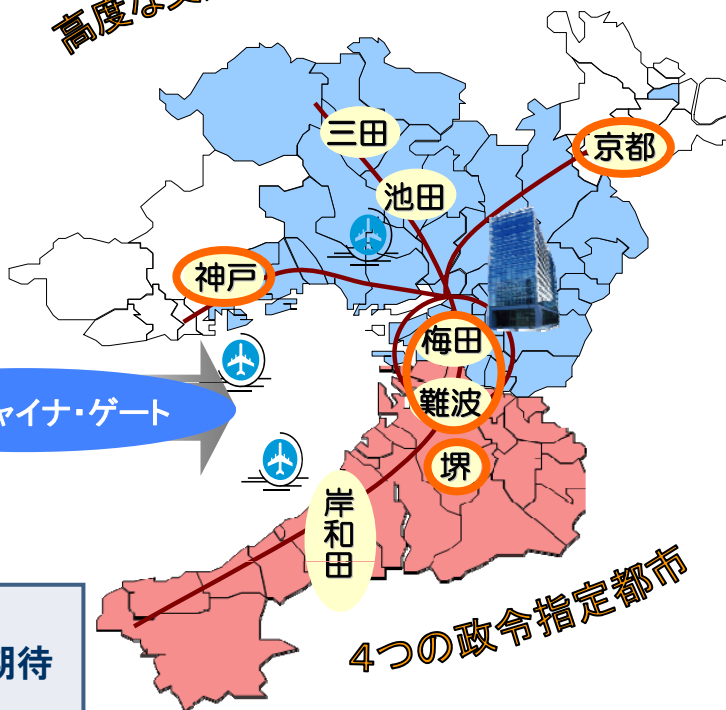 高度な
三田
京都
池田
神戸
梅田
難波
ャイナ・ゲート
堺
岸和田
4つの政令指定都市
期待